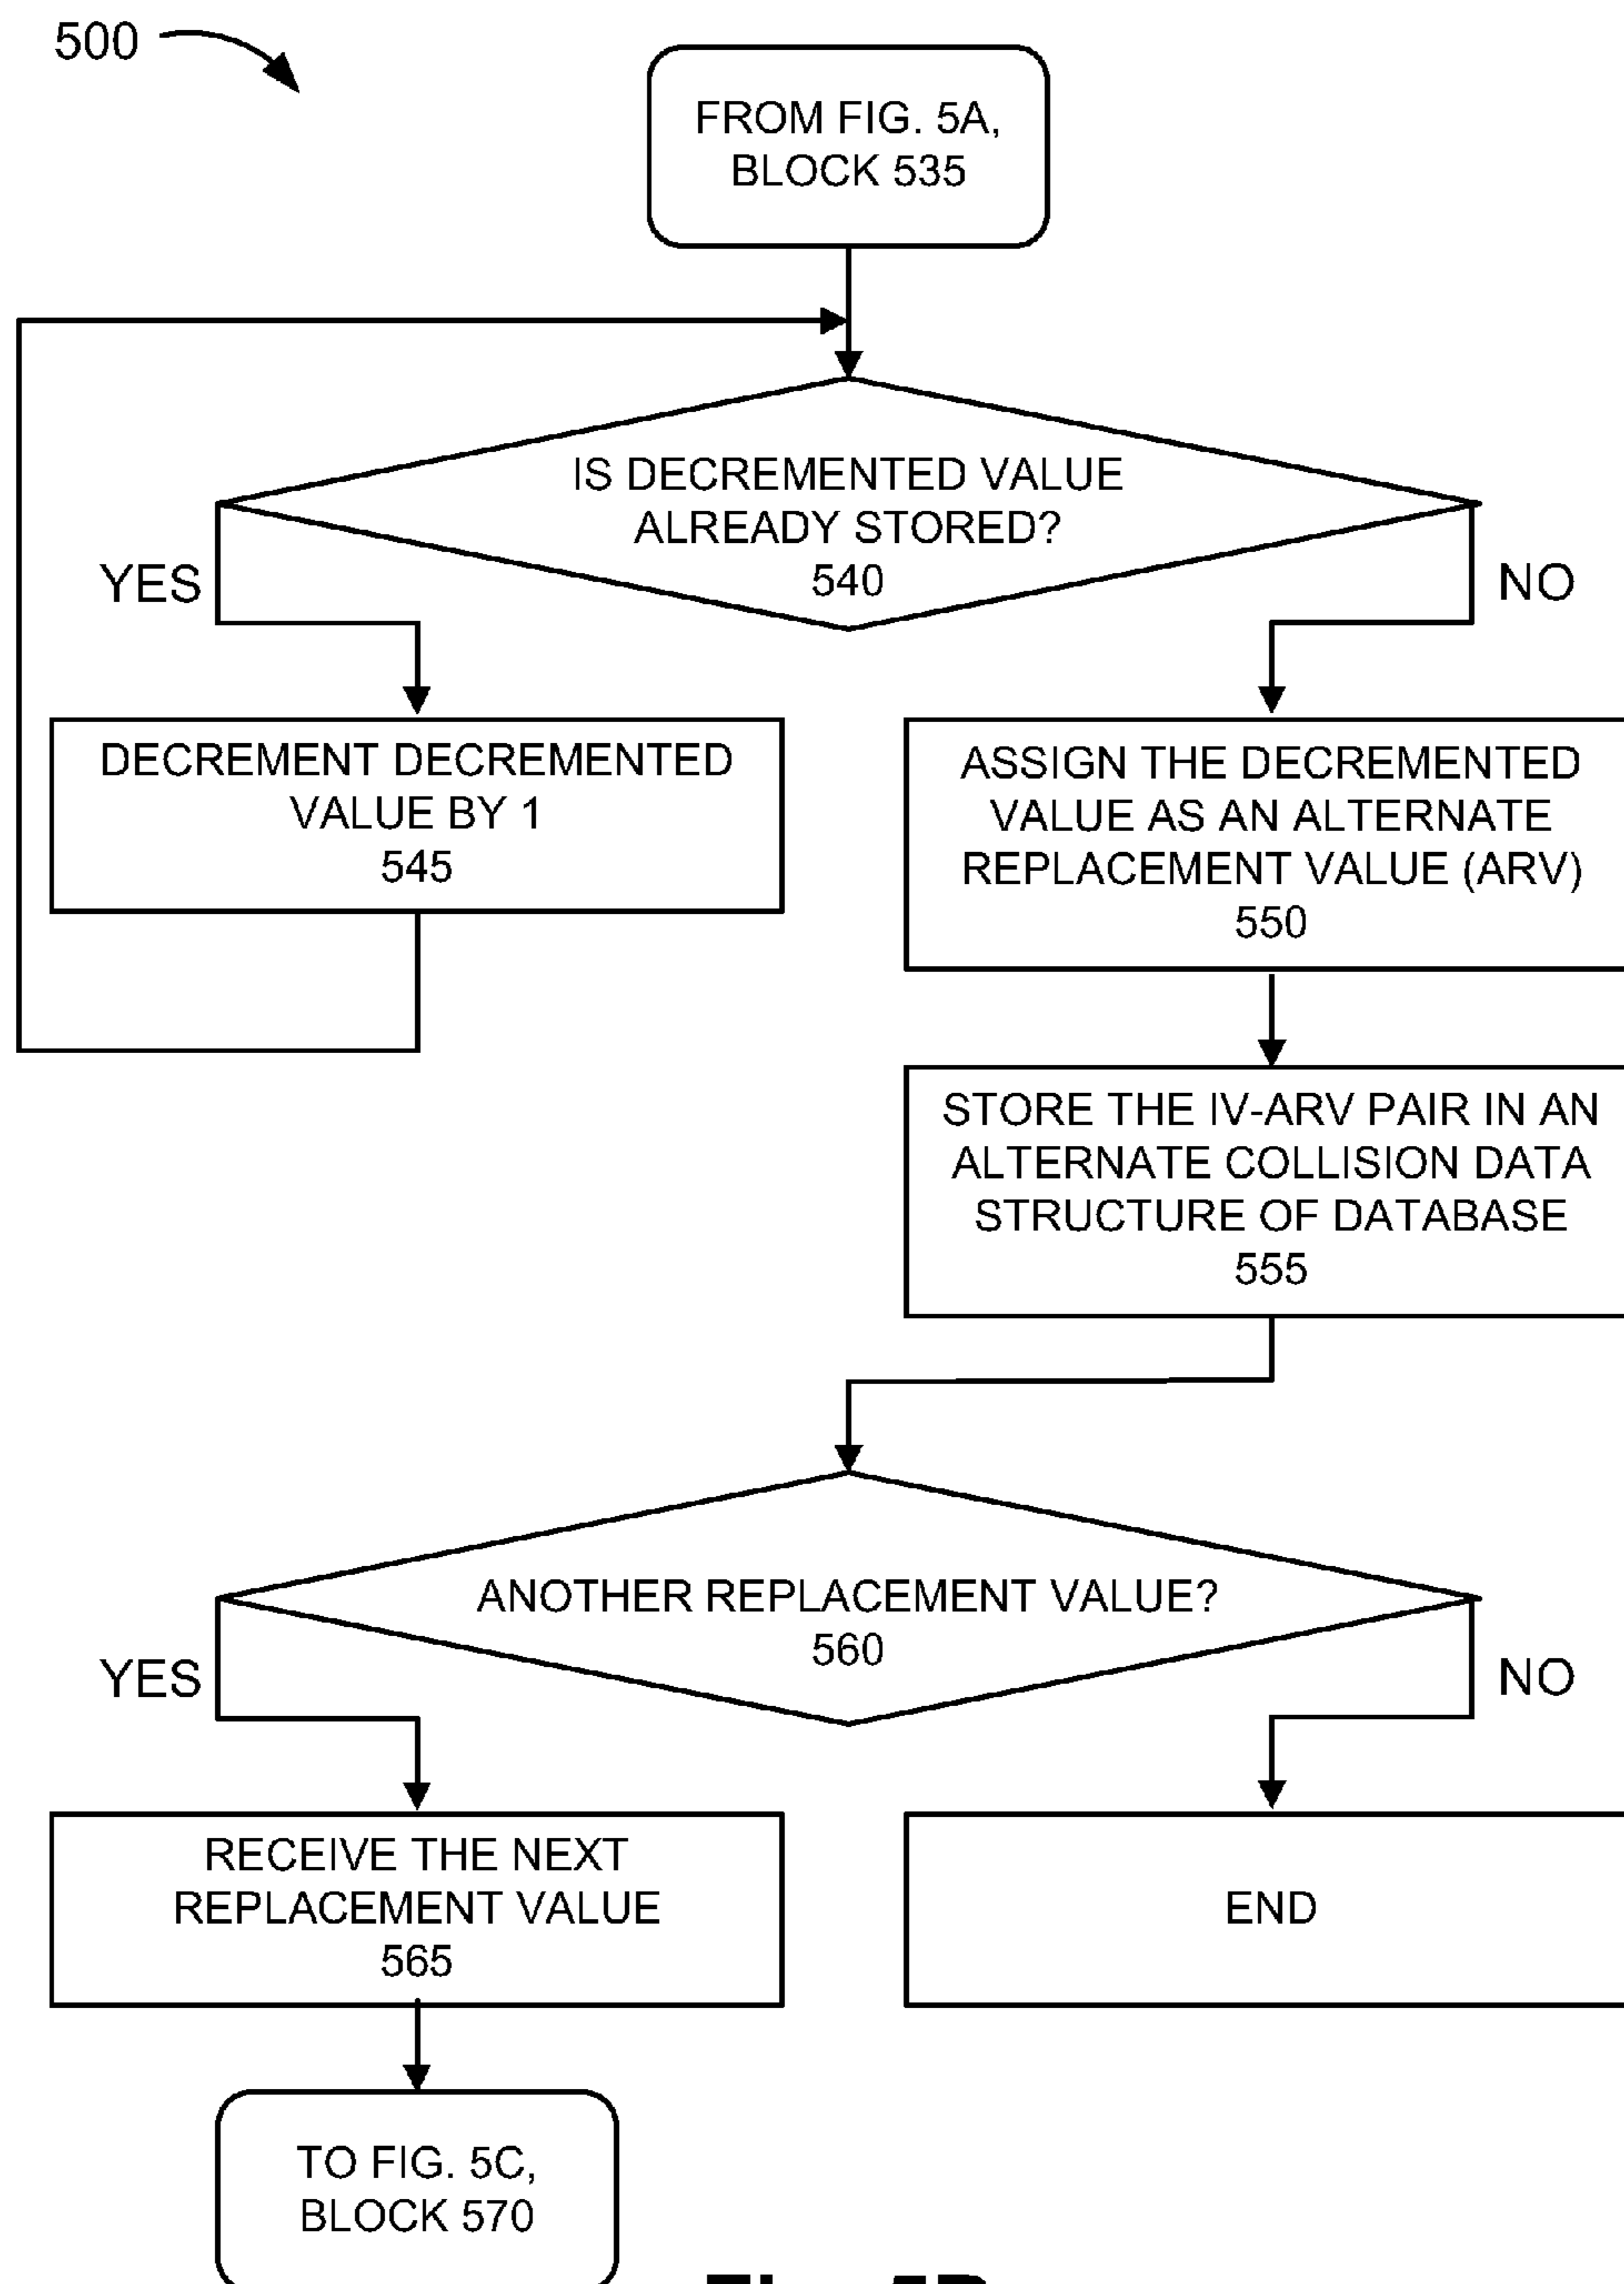 500
FROM FIG. 5A,
BLOCK 535
IS DECREMENTED VALUE
ALREADY STORED?
540
YES
NO
DECREMENT DECREMENTED
VALUE BY 1
545
ASSIGN THE DECREMENTED
VALUE AS AN ALTERNATE
REPLACEMENT VALUE (ARV)
550
STORE THE IV-ARV PAIR IN AN
ALTERNATE COLLISION DATA
STRUCTURE OF DATABASE
555
ANOTHER REPLACEMENT VALUE?
560
YES
NO
RECEIVE THE NEXT
REPLACEMENT VALUE
565
END
TO FIG. 5C,
BLOCK 570